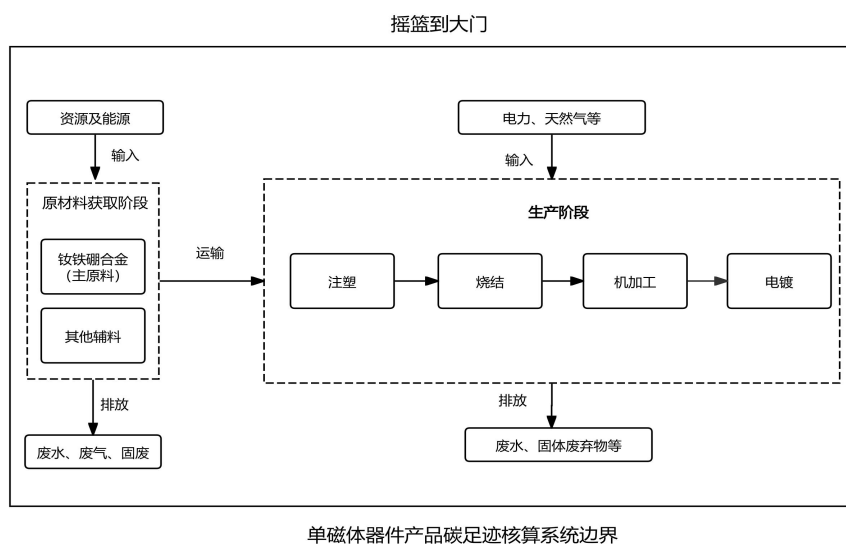 摇篮到大门
资源及能源
电力、天然气等
输入
输入
原材料获取阶段
生产阶段
钕铁硼合金
（主原料）
运输
注塑
烧结
机加工
电镀
其他辅料
排放
排放
废水、废气、固废
废水、固体废弃物等
单磁体器件产品碳足迹核算系统边界